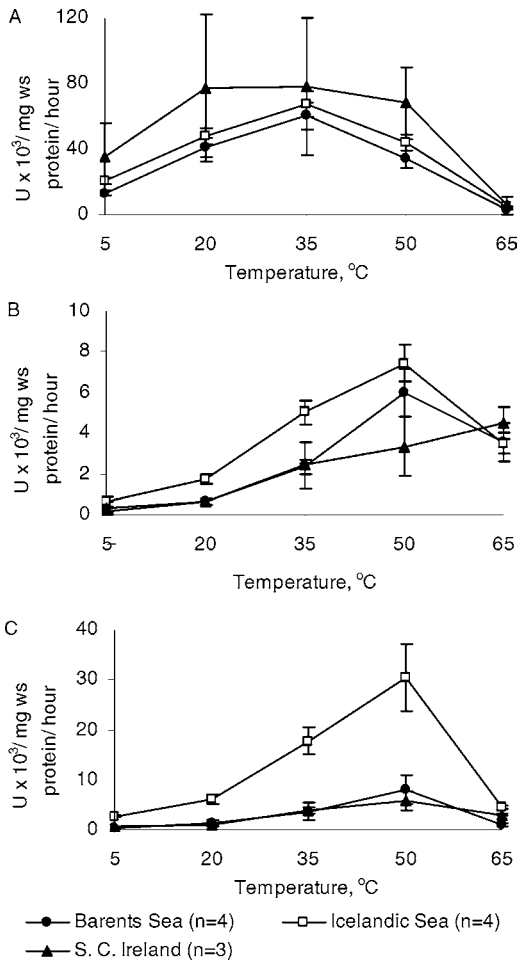 A
120
80
40
0
U x 10³/ mg ws
protein/ hour
5 20 35 50 65
Temperature, °C
B
10
8
6
4
2
0
U x 10³/ mg ws
protein/ hour
5 20 35 50 65
Temperature, °C
C
40
30
20
10
0
U x 10³/ mg ws
protein/ hour
5 20 35 50 65
Temperature, °C
Barents Sea (n=4) Icelandic Sea (n=4)
S. C. Ireland (n=3)